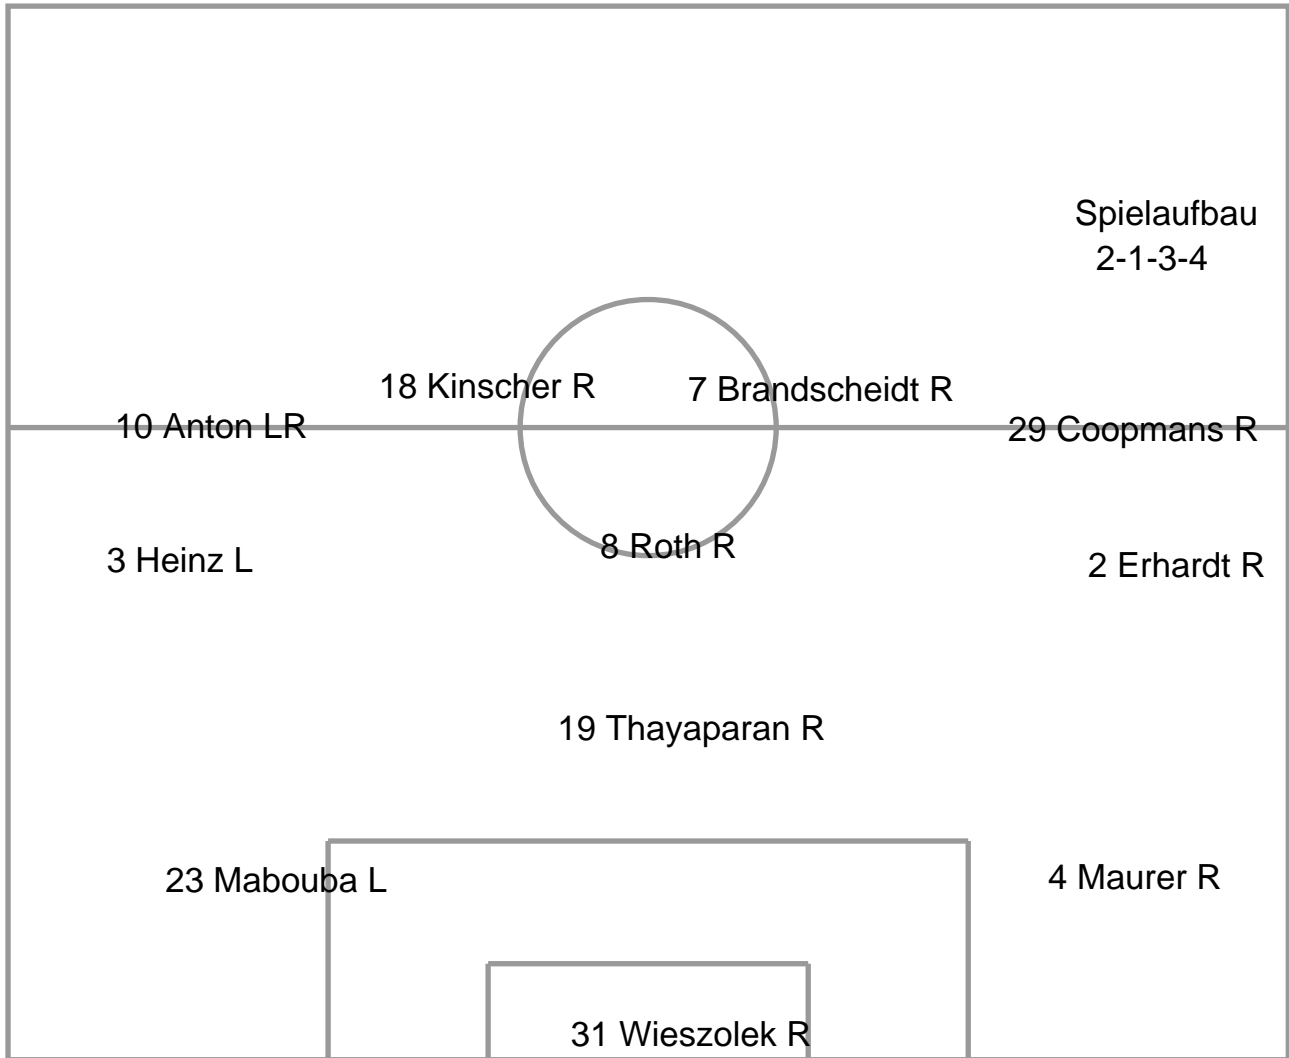 Spielaufbau
2-1-3-4
18 Kinscher R
7 Brandscheidt R
10 Anton LR
29 Coopmans R
8 Roth R
3 Heinz L
2 Erhardt R
19 Thayaparan R
23 Mabouba L
4 Maurer R
31 Wieszolek R